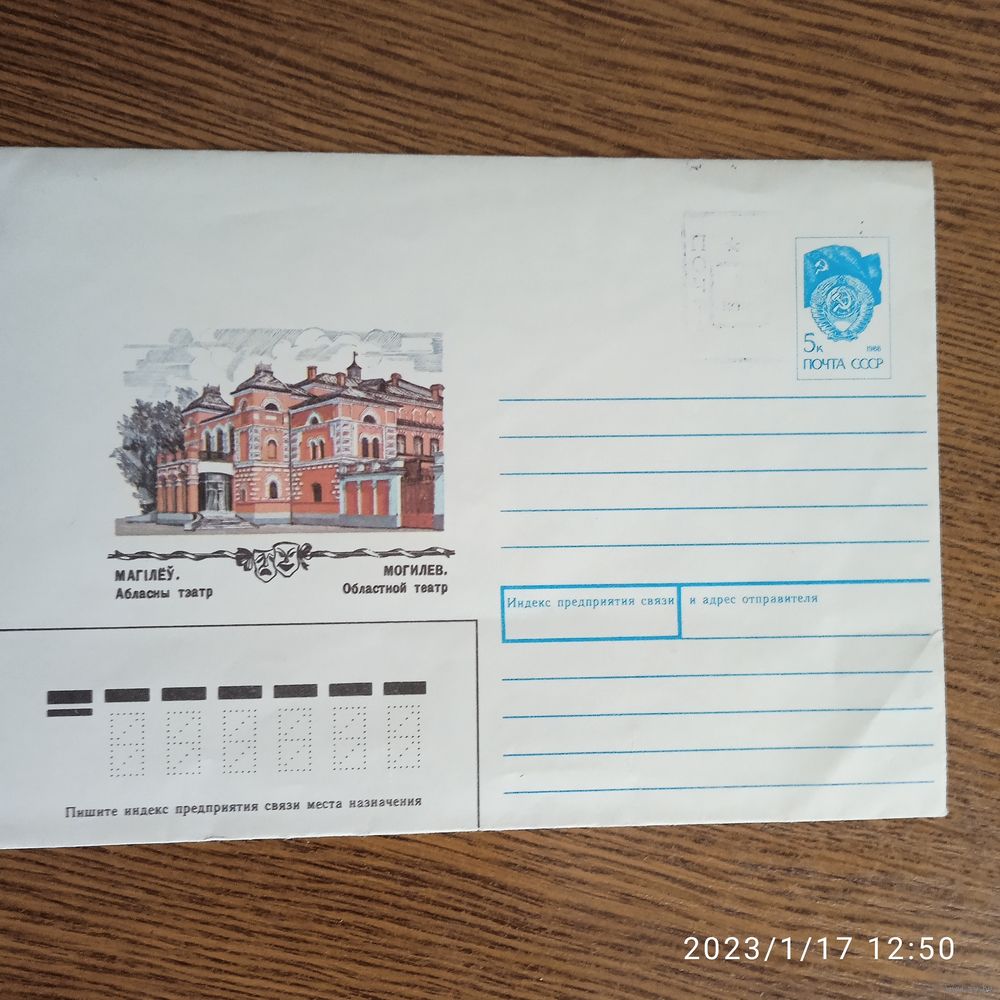 5к 1988
ПОЧТА СССР
МАГІЛЁЎ.
Абласны тэатр
МОГИЛЕВ.
Областной театр
Индекс предприятия связи и адрес отправителя
Пишите индекс предприятия связи места назначения
2023/1/17 12:50